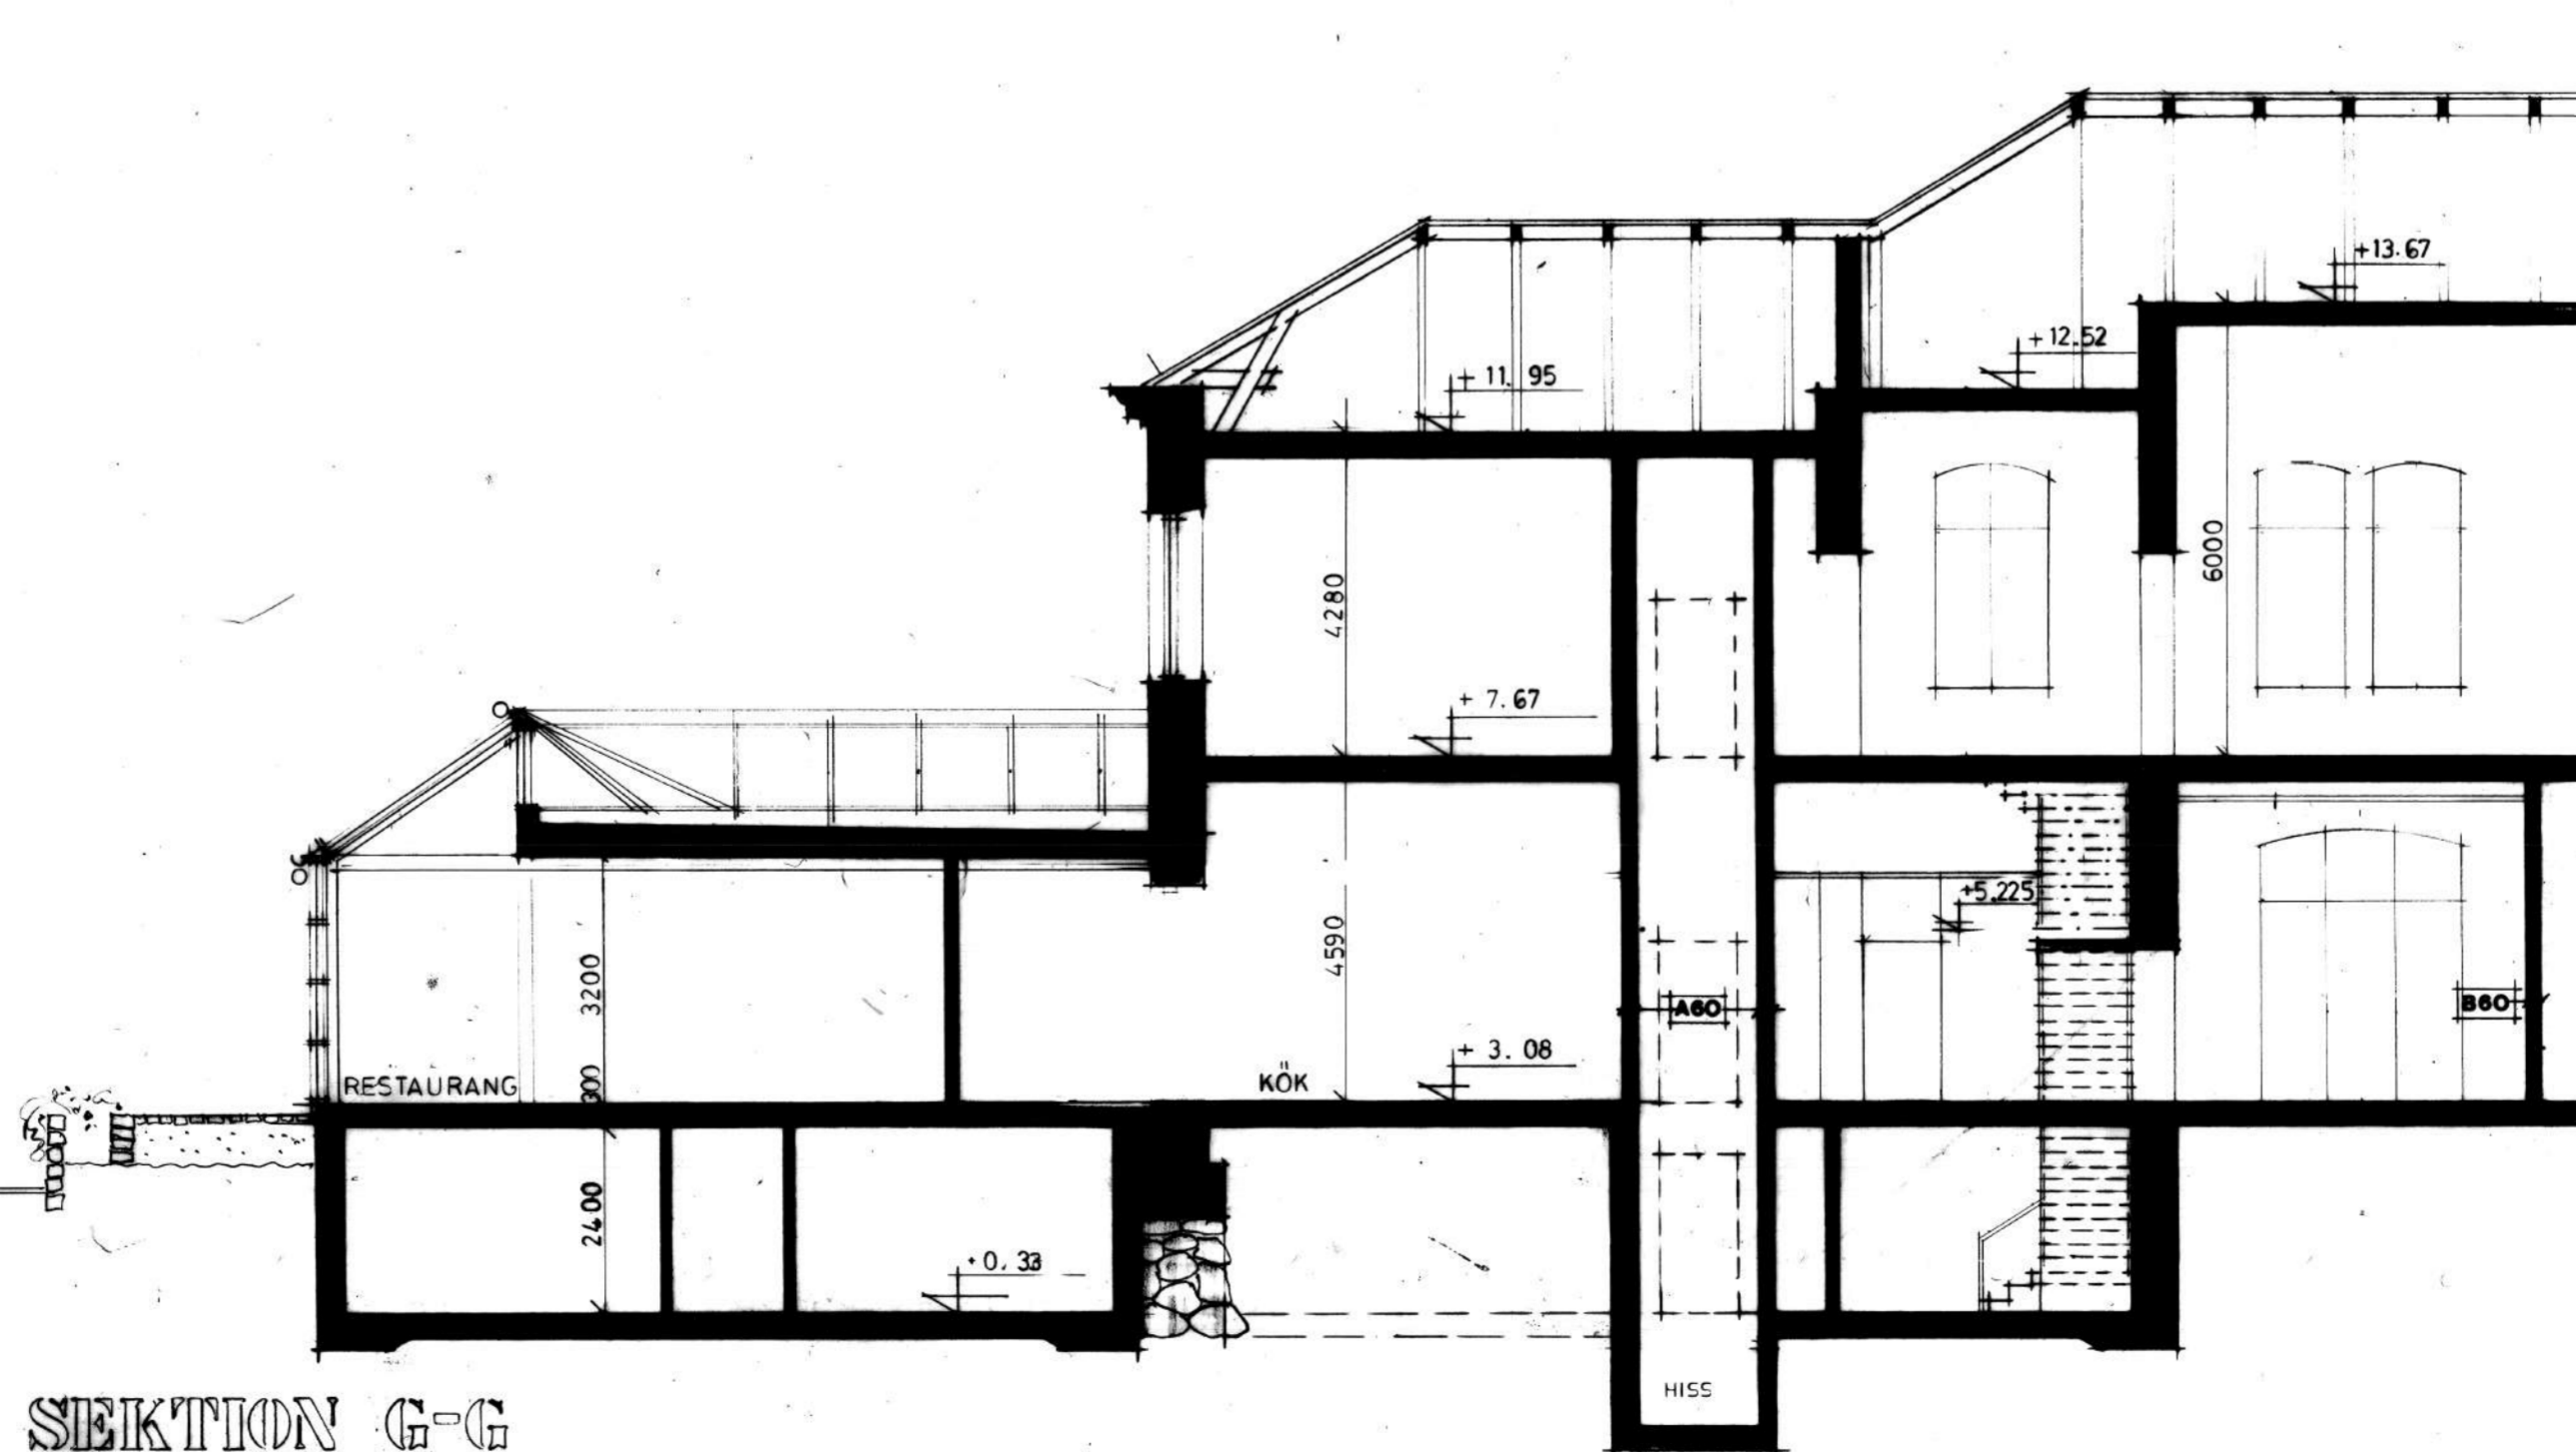 +13.67
+12.52
+ 11.95
6000
4280
+ 7.67
+5.225
4590
3200
A60
B60
+ 3.08
RESTAURANG
300
KÖK
2400
+0.33
HISS
SEKTION G-G